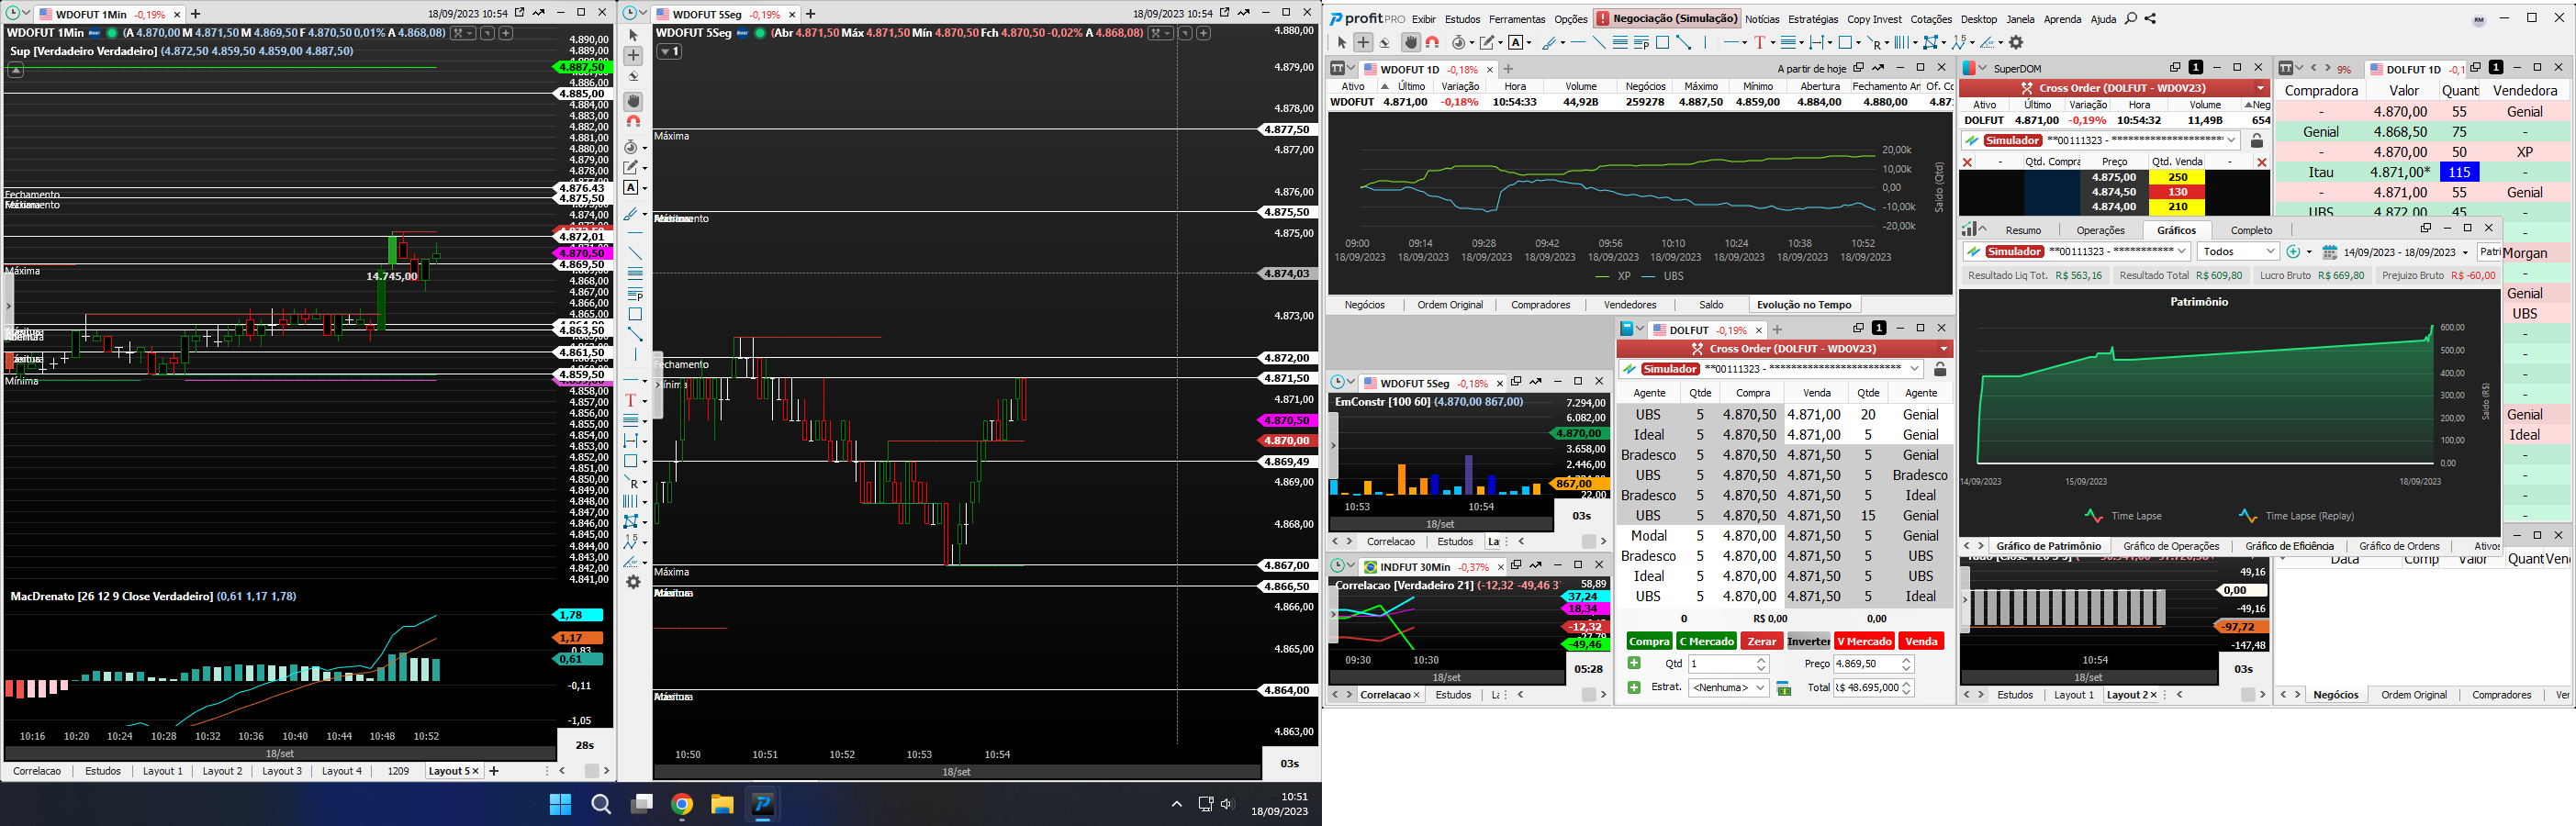 WDOFUT 1Min -0,19%
18/09/2023 10:54
WDOFUT 1Min (A 4.870,00 M 4.871,50 M 4.869,50 F 4.870,50 0,01% A 4.868,08)
Sup [Verdadeiro Verdadeiro] (4.872,50 4.859,50 4.859,00 4.887,50)
4.890,00
4.889,00
4.887,50
4.886,00
4.885,00
4.884,00
4.883,00
4.882,00
4.881,00
4.880,00
4.879,00
4.878,00
4.876,43
4.875,50
4.874,00
4.872,01
4.870,50
4.869,50
4.868,00
4.867,00
4.866,00
4.865,00
4.863,50
4.861,50
4.859,50
4.858,00
4.857,00
4.856,00
4.855,00
4.854,00
4.853,00
4.852,00
4.851,00
4.850,00
4.849,00
4.848,00
4.847,00
4.846,00
4.845,00
4.844,00
4.843,00
4.842,00
4.841,00
Fechamento
Máxima
14.745,00
Mínima
MacDrenato [26 12 9 Close Verdadeiro] (0,61 1,17 1,78)
1,78
1,17
0,83
0,61
-0,11
-1,05
10:16 10:20 10:24 10:28 10:32 10:36 10:40 10:44 10:48 10:52
18/set
28s
Correlacao Estudos Layout 1 Layout 2 Layout 3 Layout 4 1209 Layout 5
WDOFUT 5Seg -0,19%
18/09/2023 10:54
WDOFUT 5Seg (Abr 4.871,50 Máx 4.871,50 Mín 4.870,50 Fch 4.870,50 -0,02% A 4.868,08)
1
4.880,00
4.879,00
4.878,00
4.877,50
Máxima
4.877,00
4.876,00
4.875,50
4.875,00
4.874,03
4.873,00
4.872,00
Fechamento
4.871,50
4.871,00
4.870,50
4.870,00
4.869,49
4.869,00
4.868,00
4.867,00
Máxima
4.866,50
4.866,00
4.865,00
4.864,00
4.863,00
10:50 10:51 10:52 10:53 10:54
18/set
03s
10:51
18/09/2023
profitPRO Exibir Estudos Ferramentas Opções Negociação (Simulação) Notícias Estratégias Copy Invest Cotações Desktop Janela Aprenda Ajuda
RM
WDOFUT 1D -0,18%
A partir de hoje
Ativo Último Variação Hora Volume Negócios Máximo Mínimo Abertura Fechamento An Of. Co
WDOFUT 4.871,00 -0,18% 10:54:33 44,92B 259278 4.887,50 4.859,00 4.884,00 4.880,00 4.87
20,00k
10,00k
0,00
-10,00k
-20,00k
Saldo (Qtd)
09:00 09:14 09:28 09:42 09:56 10:10 10:24 10:38 10:52
18/09/2023 18/09/2023 18/09/2023 18/09/2023 18/09/2023 18/09/2023 18/09/2023 18/09/2023 18/09/2023
XP UBS
Negócios Ordem Original Compradores Vendedores Saldo Evolução no Tempo
WDOFUT 5Seg -0,18%
EmConstr [100 60] (4.870,00 867,00)
7.294,00
6.082,00
4.870,00
3.658,00
2.446,00
867,00
22,00
10:53 10:54
18/set
03s
Correlacao Estudos La
INDFUT 30Min -0,37%
Correlacao [Verdadeiro 21] (-12,32 -49,46 3
58,89
37,24
18,34
-12,32
-27,79
-49,46
09:30 10:30
18/set
05:28
Correlacao Estudos
DOLFUT -0,19%
1
Cross Order (DOLFUT - WDOV23)
Simulador **00111323 - ************************
Agente Qtde Compra Venda Qtde Agente
UBS 5 4.870,50 4.871,00 20 Genial
Ideal 5 4.870,50 4.871,00 5 Genial
Bradesco 5 4.870,50 4.871,50 5 Genial
UBS 5 4.870,50 4.871,50 5 Bradesco
Bradesco 5 4.870,50 4.871,50 5 Ideal
UBS 5 4.870,50 4.871,50 15 Genial
Modal 5 4.870,00 4.871,50 5 Genial
Bradesco 5 4.870,00 4.871,50 5 UBS
Ideal 5 4.870,00 4.871,50 5 UBS
UBS 5 4.870,00 4.871,50 5 Ideal
0 R$ 0,00 0,00
Compra C Mercado Zerar Inverter V Mercado Venda
Qtd 1 Preço 4.869,50
Estrat. <Nenhuma> Total R$ 48.695,000
SuperDOM
1
Cross Order (DOLFUT - WDOV23)
Ativo Último Variação Hora Volume Neg
DOLFUT 4.871,00 -0,19% 10:54:32 11,49B 654
Simulador **00111323 - ********************
- Qtd. Compra Preço Qtd. Venda -
4.875,00 250
4.874,50 130
4.874,00 210
9% DOLFUT 1D -0,1
1
Compradora Valor Quant Vendedora
- 4.870,00 55 Genial
Genial 4.868,50 75 -
- 4.870,00 50 XP
Itau 4.871,00* 115 -
- 4.871,00 55 Genial
UBS 4.872,00 45 -
Morgan
-
Genial
UBS
-
-
-
Genial
Ideal
-
-
-
-
Resumo Operações Gráficos Completo
Simulador **00111323 - *********** Todos 14/09/2023 - 18/09/2023 Patri
Resultado Liq Tot. R$ 563,16 Resultado Total R$ 609,80 Lucro Bruto R$ 669,80 Prejuizo Bruto R$ -60,00
Patrimônio
600,00
500,00
400,00
300,00
200,00
100,00
0,00
Saldo (R$)
14/09/2023 15/09/2023 18/09/2023
Time Lapse Time Lapse (Replay)
Gráfico de Patrimônio Gráfico de Operações Gráfico de Eficiência Gráfico de Ordens Ativos
49,16
0,00
-49,16
-97,72
-147,48
10:54
18/set
03s
Estudos Layout 1 Layout 2
Data Comp Valor Quant Ven
Negócios Ordem Original Compradores Ver